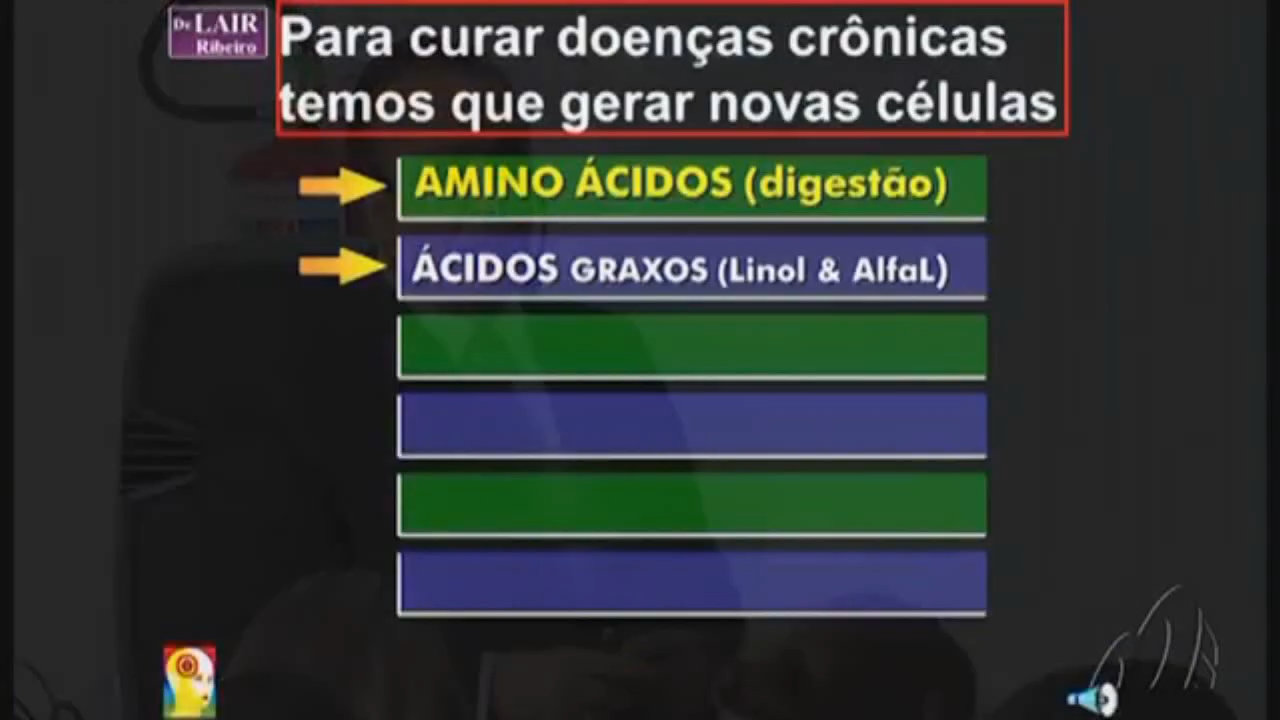 Dr LAIR
Ribeiro
Para curar doenças crônicas
temos que gerar novas células
AMINO ÁCIDOS (digestão)
ÁCIDOS GRAXOS (Linol & AlfaL)